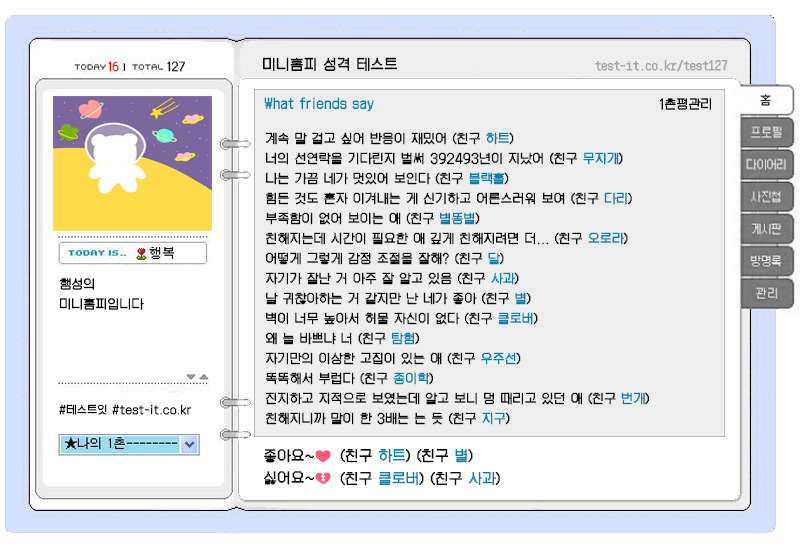 TODAY 16 | TOTAL 127
미니홈피 성격 테스트
test-it.co.kr/test127
TODAY IS.. 행복
햄성의
미니홈피입니다
#테스트잇 #test-it.co.kr
★나의 1촌--------
What friends say
1촌평관리
계속 말 걸고 싶어 반응이 재밌어 (친구 하트)
너의 선연락을 기다린지 벌써 392493년이 지났어 (친구 무지개)
나는 가끔 네가 멋있어 보인다 (친구 블랙홀)
힘든 것도 혼자 이겨내는 게 신기하고 어른스러워 보여 (친구 다리)
부족함이 없어 보이는 애 (친구 별똥별)
친해지는데 시간이 필요한 애 깊게 친해지려면 더... (친구 오로라)
어떻게 그렇게 감정 조절을 잘해? (친구 달)
자기가 잘난 거 아주 잘 알고 있음 (친구 사과)
날 귀찮아하는 거 같지만 난 네가 좋아 (친구 별)
벽이 너무 높아서 허물 자신이 없다 (친구 클로버)
왜 늘 바쁘냐 너 (친구 탐험)
자기만의 이상한 고집이 있는 애 (친구 우주선)
똑똑해서 부럽다 (친구 종이학)
진지하고 지적으로 보였는데 알고 보니 멍 때리고 있던 애 (친구 번개)
친해지니까 말이 한 3배는 는 듯 (친구 지구)
좋아요~ (친구 하트) (친구 별)
싫어요~ (친구 클로버) (친구 사과)
홈
프로필
다이어리
사진첩
게시판
방명록
관리